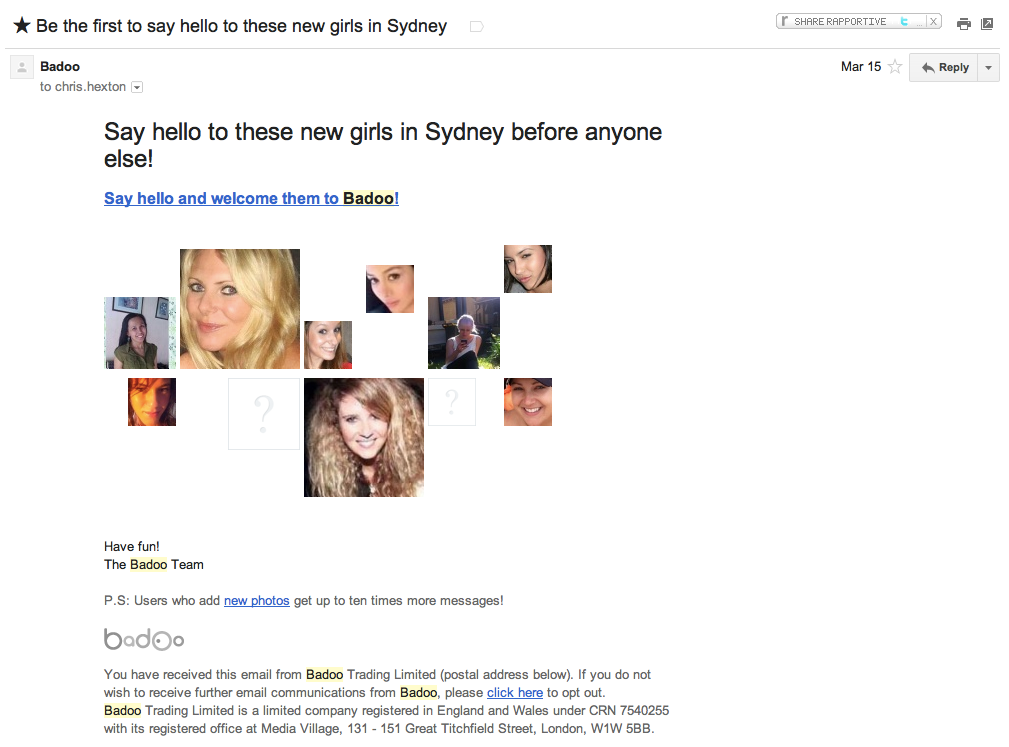 ★ Be the first to say hello to these new girls in Sydney
r SHARE RAPPORTIVE t ... X
Badoo
Mar 15
Reply
to chris.hexton
Say hello to these new girls in Sydney before anyone
else!
Say hello and welcome them to Badoo!
?
?
Have fun!
The Badoo Team
P.S: Users who add new photos get up to ten times more messages!
badoo
You have received this email from Badoo Trading Limited (postal address below). If you do not
wish to receive further email communications from Badoo, please click here to opt out.
Badoo Trading Limited is a limited company registered in England and Wales under CRN 7540255
with its registered office at Media Village, 131 - 151 Great Titchfield Street, London, W1W 5BB.